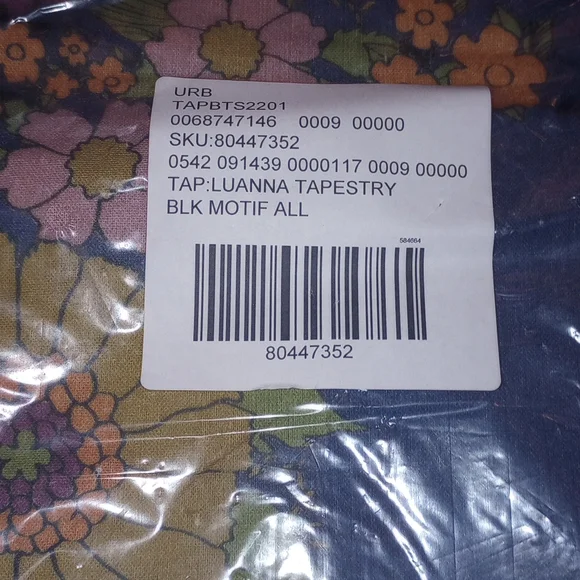 URB
TAPBTS2201
0068747146 0009 00000
SKU:80447352
0542 091439 0000117 0009 00000
TAP:LUANNA TAPESTRY
BLK MOTIF ALL
584664
80447352